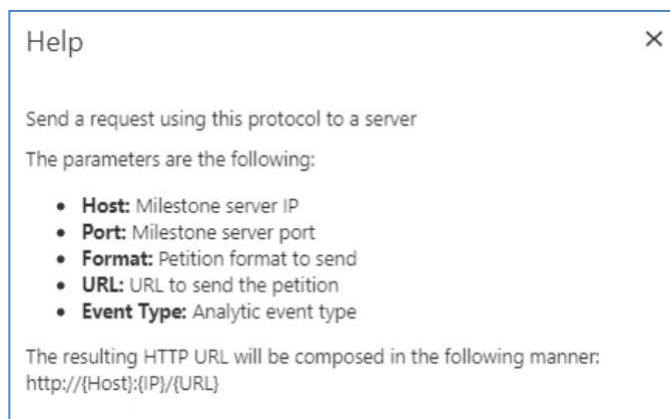 Help
Send a request using this protocol to a server
The parameters are the following:
• Host: Milestone server IP
• Port: Milestone server port
• Format: Petition format to send
• URL: URL to send the petition
• Event Type: Analytic event type
The resulting HTTP URL will be composed in the following manner:
http://{Host}:{IP}/{URL}